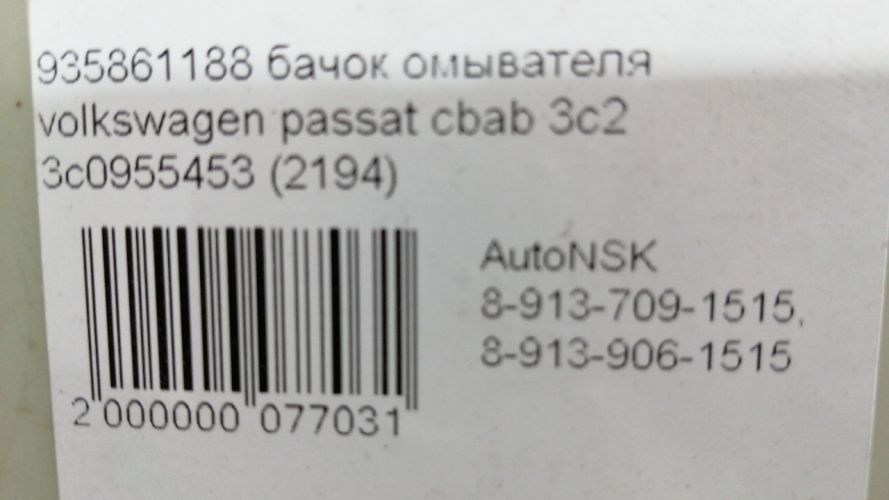 935861188 бачок омывателя
volkswagen passat cbab 3c2
3c0955453 (2194)
AutoNSK
8-913-709-1515,
8-913-906-1515
2 000000 077031